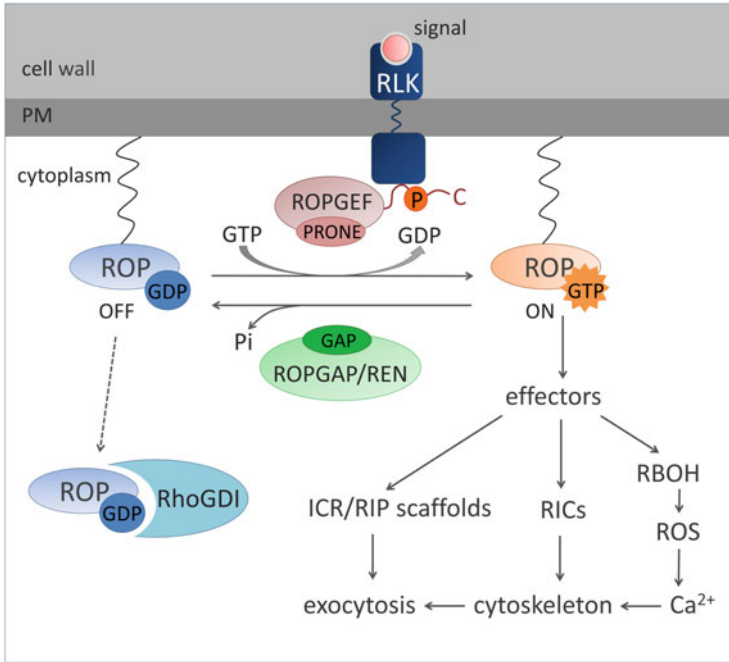 signal
cell wall
RLK
PM
cytoplasm
ROPGEF
P
C
PRONE
GTP
GDP
ROP
GDP
OFF
ROP
GTP
ON
Pi
GAP
ROPGAP/REN
effectors
ROP
GDP
RhoGDI
ICR/RIP scaffolds
RICs
RBOH
ROS
exocytosis
cytoskeleton
Ca²⁺